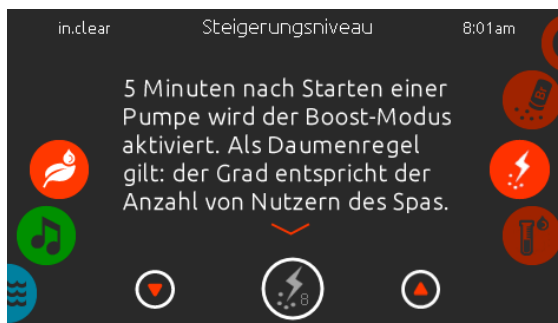 in.clear Steigerungsniveau 8:01am
5 Minuten nach Starten einer
Pumpe wird der Boost-Modus
aktiviert. Als Daumenregel
gilt: der Grad entspricht der
Anzahl von Nutzern des Spas.
8